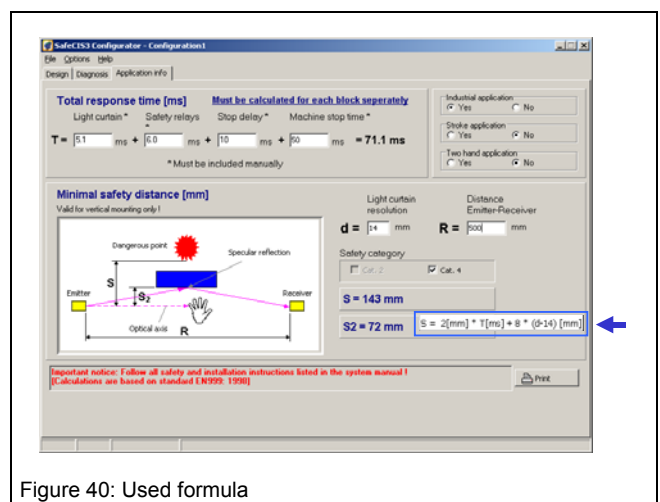 SafeCIS3 Configurator - Configuration1
File Options Help
Design Diagnosis Application info
Total response time [ms] Must be calculated for each block seperately
Light curtain * Safety relays * Stop delay * Machine stop time *
T = 5.1 ms + 6.0 ms + 10 ms + 50 ms = 71.1 ms
* Must be included manually
Industrial application
Yes No
Stroke application
Yes No
Two hand application
Yes No
Minimal safety distance [mm]
Valid for vertical mounting only !
Dangerous point
Specular reflection
S
S2
Emitter
Receiver
Optical axis
R
Light curtain resolution
Distance Emitter-Receiver
d = 14 mm R = 500 mm
Safety category
Cat. 2 Cat. 4
S = 143 mm
S2 = 72 mm
S = 2[mm] * T[ms] + 8 * (d-14) [mm]
Important notice: Follow all safety and installation instructions listed in the system manual !
[Calculations are based on standard EN999: 1998]
Print
Figure 40: Used formula